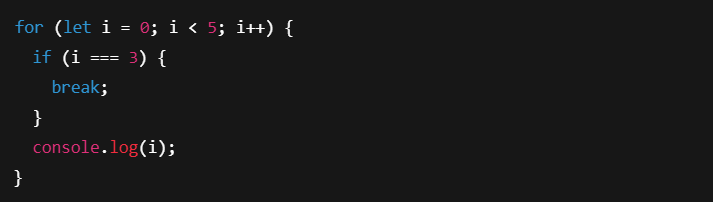 for (let i = 0; i < 5; i++) {
  if (i === 3) {
    break;
  }
  console.log(i);
}